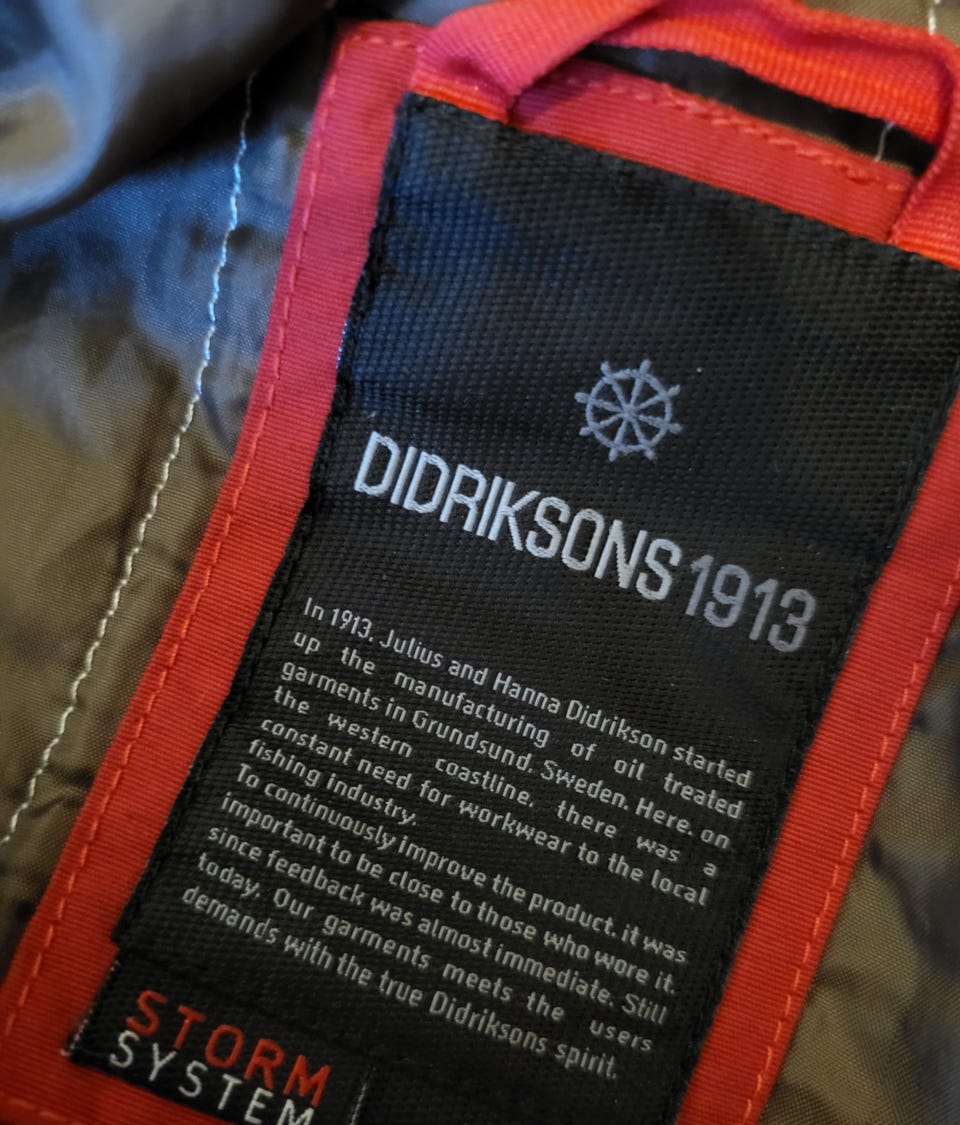 DIDRIKSONS 1913
In 1913. Julius and Hanna Didrikson started
up the manufacturing of oil treated
garments in Grundsund. Sweden. Here. on
the western coastline. there was a
constant need for workwear to the local
fishing industry.
To continuously improve the product. it was
important to be close to those who wore it.
since feedback was almost immediate. Still
today. Our garments meets the users
demands with the true Didriksons spirit.
STORM
SYSTEM